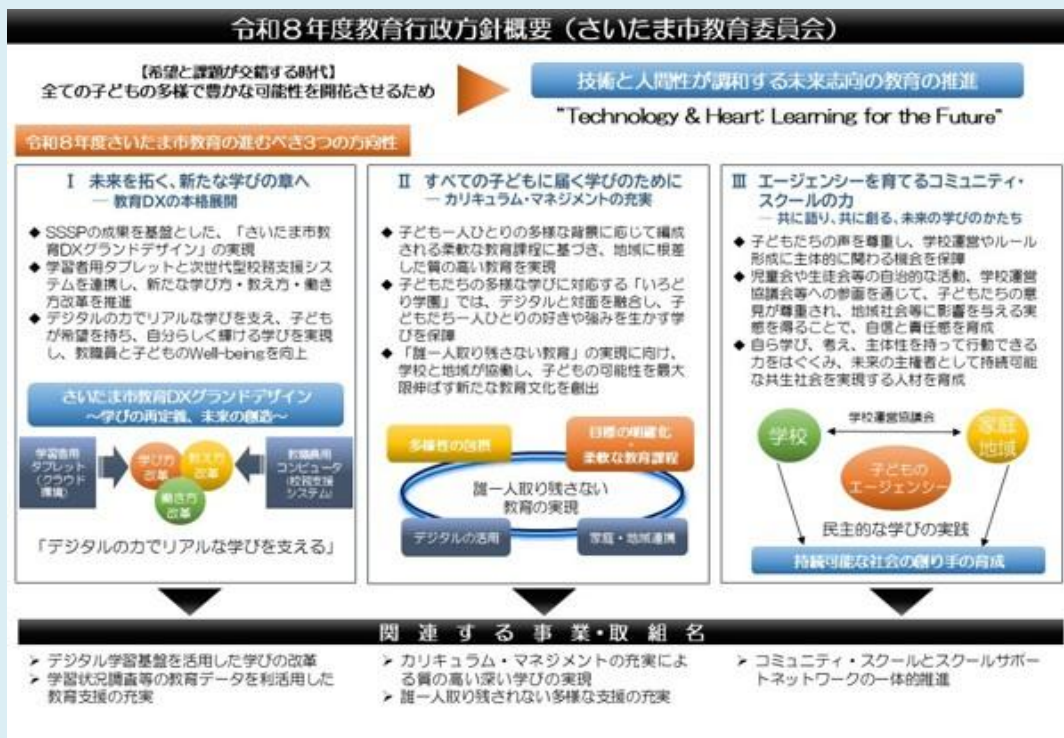 令和8年度教育行政方針概要（さいたま市教育委員会）
【希望と課題が交錯する時代】
全ての子どもの多様で豊かな可能性を開花させるため
技術と人間性が調和する未来志向の教育の推進
"Technology & Heart: Learning for the Future"
令和8年度さいたま市教育の進むべき3つの方向性
Ⅰ 未来を拓く、新たな学びの章へ
― 教育DXの本格展開
◆ SSSPの成果を基盤とした、「さいたま市教
育DXグランドデザイン」の実現
◆ 学習者用タブレットと次世代型校務支援シス
テムを連携し、新たな学び方・教え方・働き
方改革を推進
◆ デジタルの力でリアルな学びを支え、子ども
が希望を持ち、自分らしく輝ける学びを実現
し、教職員と子どものWell-beingを向上
さいたま市教育DXグランドデザイン
～学びの再定義、未来の創造～
学習者用
タブレット
(クラウド
環境)
学び方
改革
教え方
改革
働き方
改革
教職員用
コンピュータ
(校務支援
システム)
「デジタルの力でリアルな学びを支える」
Ⅱ すべての子どもに届く学びのために
― カリキュラム・マネジメントの充実
◆ 子ども一人ひとりの多様な背景に応じて編成
される柔軟な教育課程に基づき、地域に根差
した質の高い教育を実現
◆ 子どもたちの多様な学びに対応する「いろど
り学園」では、デジタルと対面を融合し、子
どもたち一人ひとりの好きや強みを生かす学
びを保障
◆ 「誰一人取り残さない教育」の実現に向け、
学校と地域が協働し、子どもの可能性を最大
限伸ばす新たな教育文化を創出
多様性の包摂
目標の明確化
・
柔軟な教育課程
誰一人取り残さない
教育の実現
デジタルの活用
家庭・地域連携
Ⅲ エージェンシーを育てるコミュニティ・
スクールの力
― 共に語り、共に創る、未来の学びのかたち
◆ 子どもたちの声を尊重し、学校運営やルール
形成に主体的に関わる機会を保障
◆ 児童会や生徒会等の自治的な活動、学校運営
協議会等への参画を通じて、子どもたちの意
見が尊重され、地域社会等に影響を与える実
感を得ることで、自信と責任感を育成
◆ 自ら学び、考え、主体性を持って行動できる
力をはぐくみ、未来の主権者として持続可能
な共生社会を実現する人材を育成
学校
学校運営協議会
家庭
地域
子どもの
エージェンシー
民主的な学びの実践
持続可能な社会の創り手の育成
関連する事業・取組名
➢ デジタル学習基盤を活用した学びの改革
➢ 学習状況調査等の教育データを利活用した
教育支援の充実
➢ カリキュラム・マネジメントの充実によ
る質の高い深い学びの実現
➢ 誰一人取り残されない多様な支援の充実
➢ コミュニティ・スクールとスクールサポー
トネットワークの一体的推進